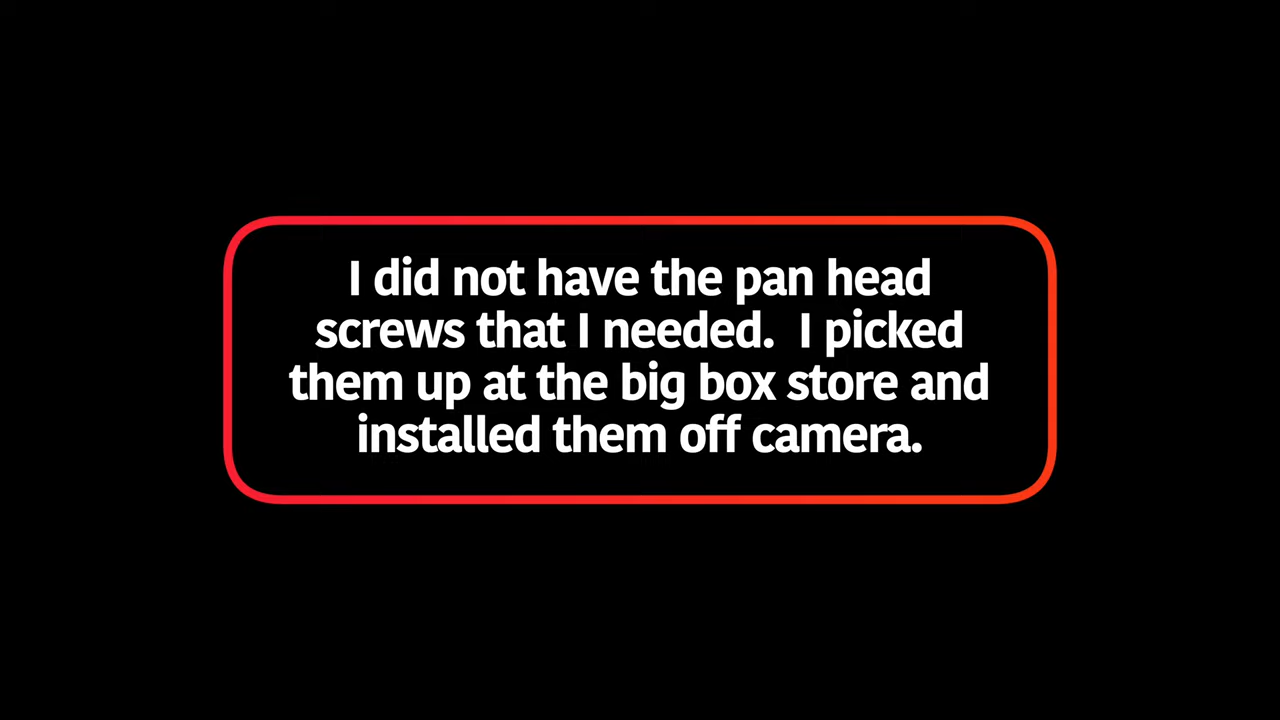 I did not have the pan head
screws that I needed.  I picked
them up at the big box store and
installed them off camera.